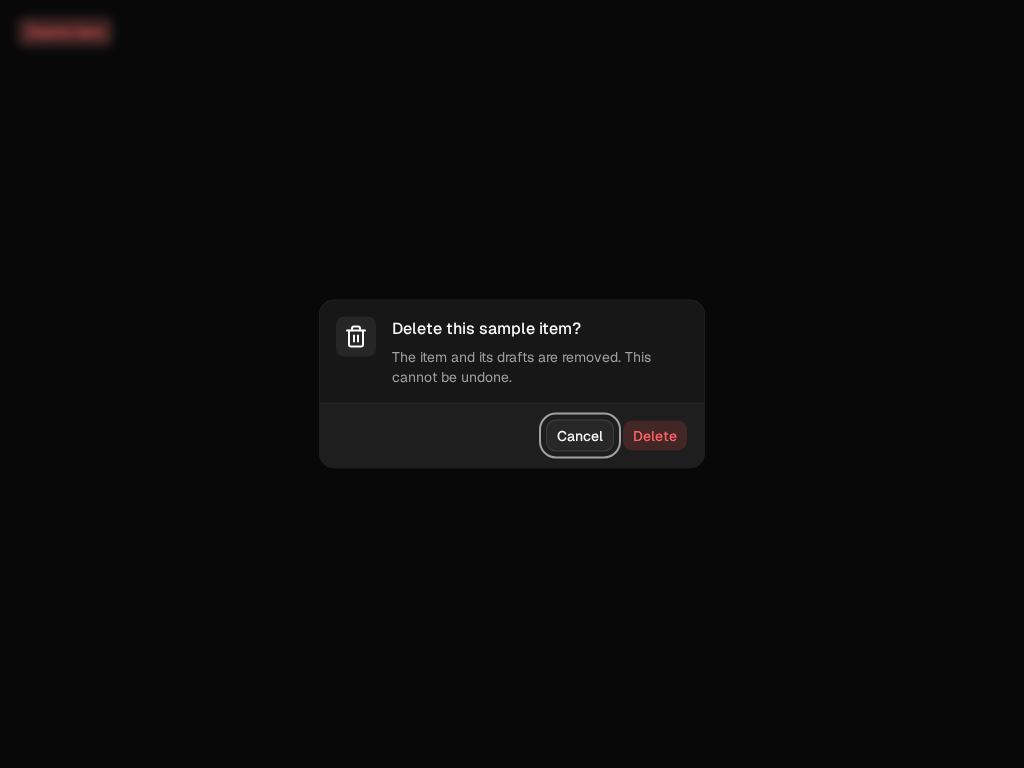 Delete this sample item?
The item and its drafts are removed. This
cannot be undone.
Cancel
Delete